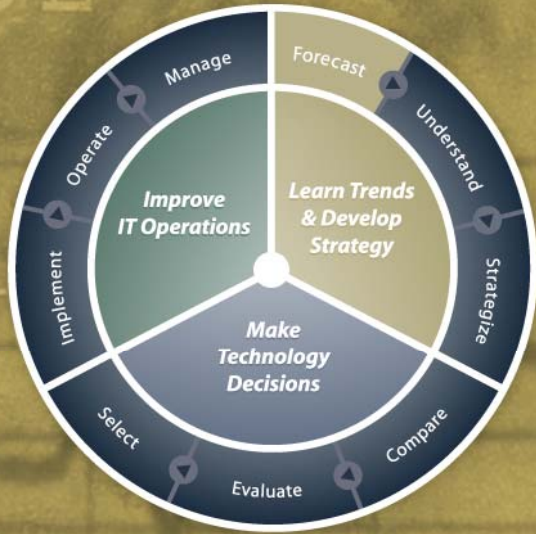 Forecast
Understand
Strategize
Compare
Evaluate
Select
Implement
Operate
Manage
Learn Trends
& Develop
Strategy
Make
Technology
Decisions
Improve
IT Operations